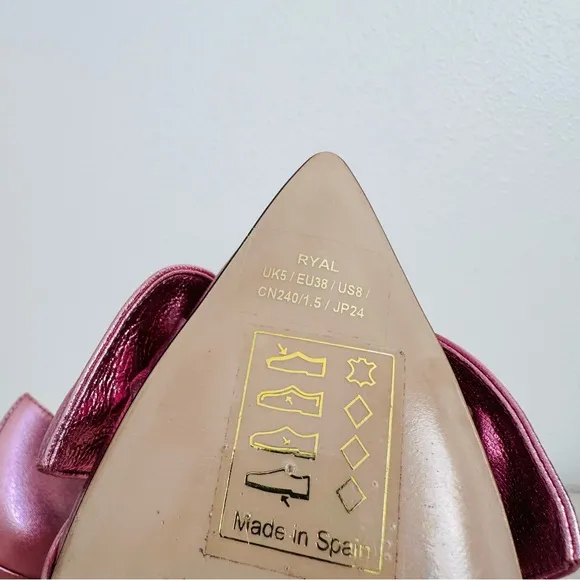 RYAL
UK5 / EU38 / US8 /
CN240/1.5 / JP24
Made in Spain